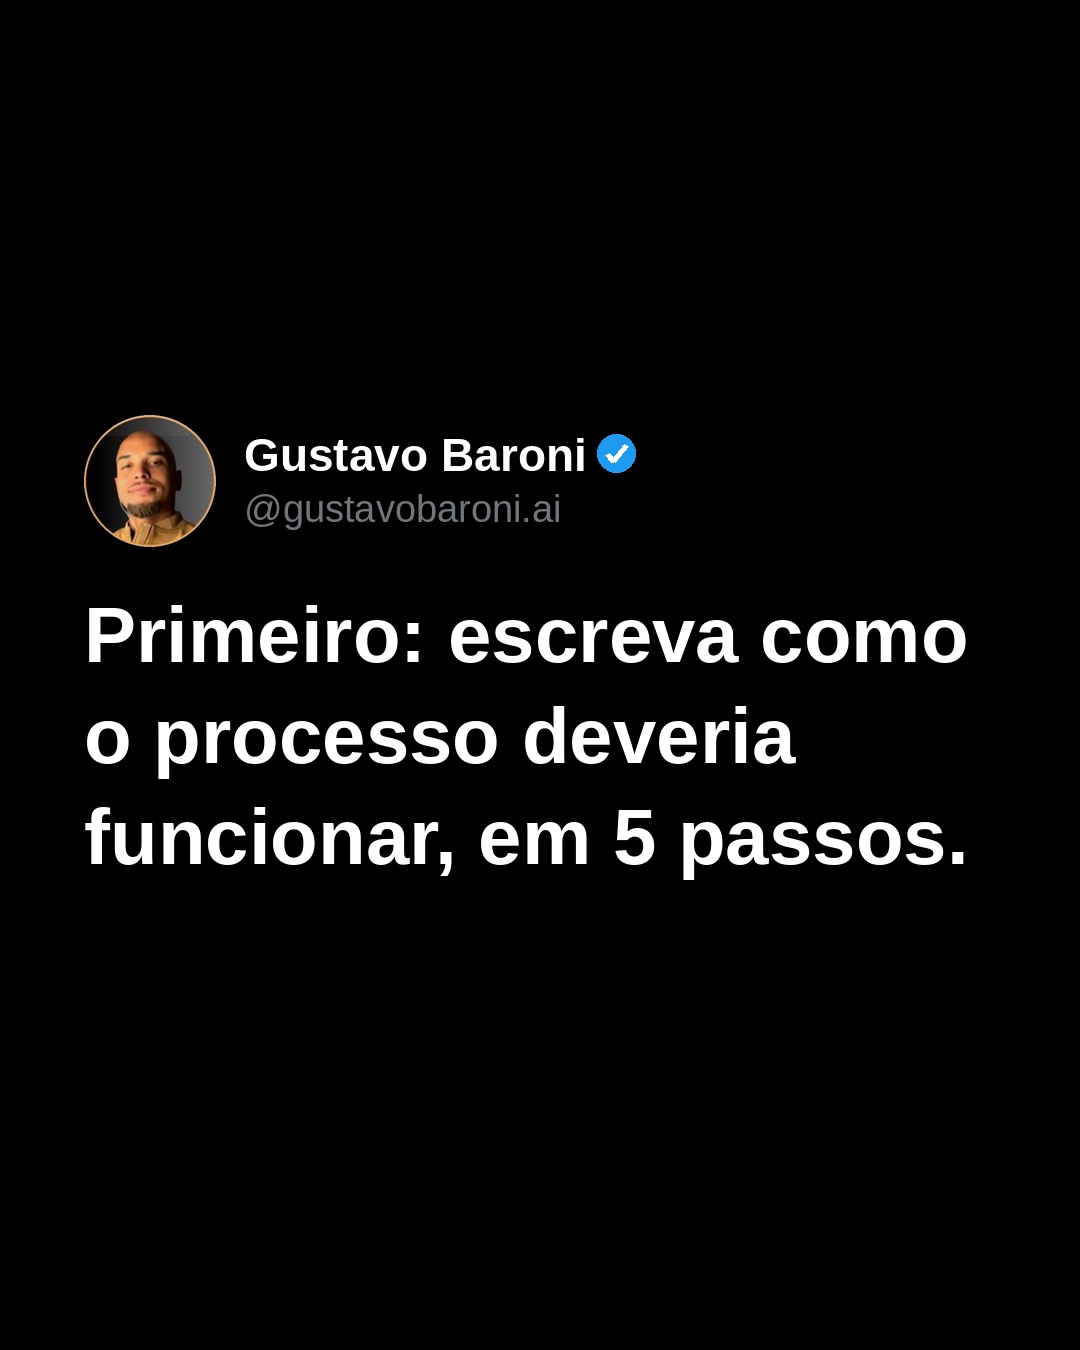 Gustavo Baroni
@gustavobaroni.ai
Primeiro: escreva como
o processo deveria
funcionar, em 5 passos.